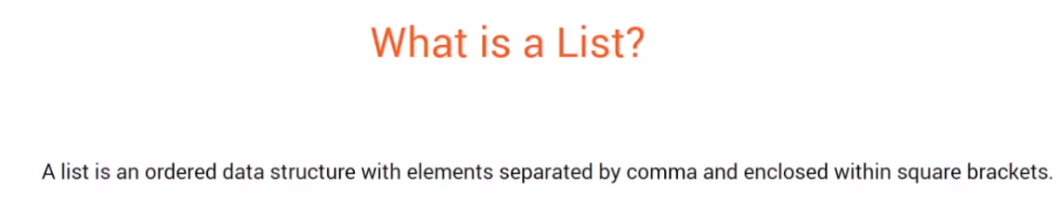 What is a List?
A list is an ordered data structure with elements separated by comma and enclosed within square brackets.